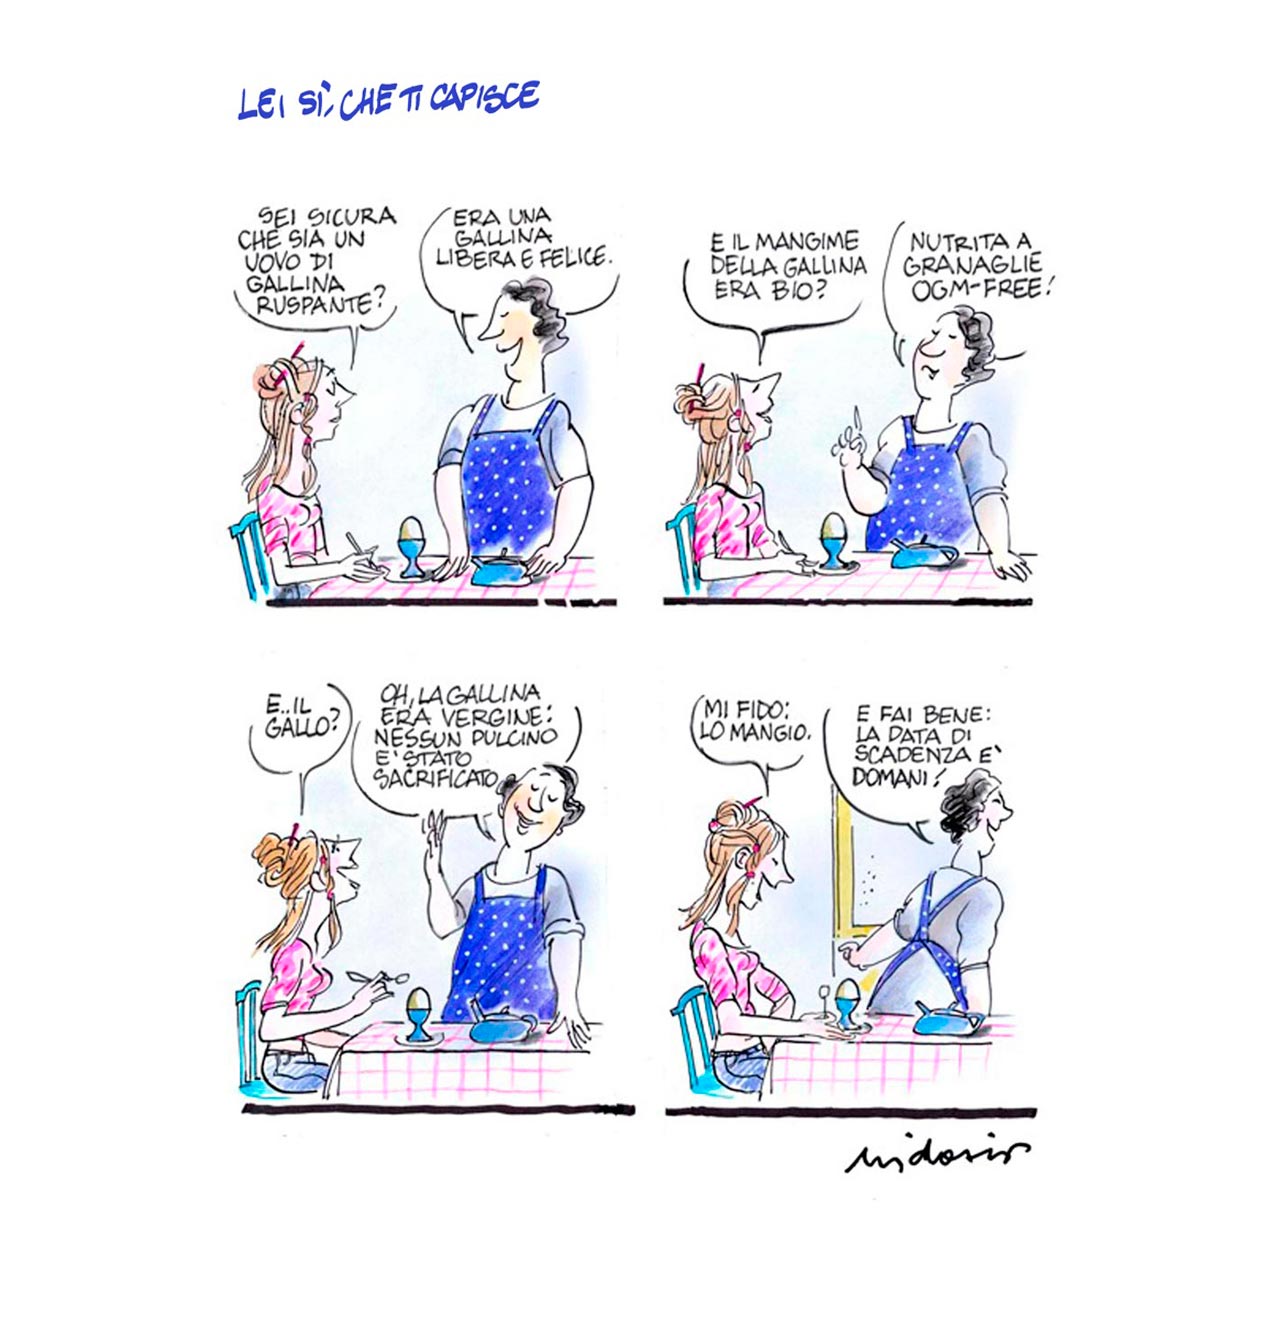 LEI SÌ, CHE TI CAPISCE
SEI SICURA
CHE SIA UN
UOVO DI
GALLINA
RUSPANTE?
ERA UNA
GALLINA
LIBERA E FELICE.
E IL MANGIME
DELLA GALLINA
ERA BIO?
NUTRITA A
GRANAGLIE
OGM-FREE!
E..IL
GALLO?
OH, LA GALLINA
ERA VERGINE:
NESSUN PULCINO
E' STATO
SACRIFICATO
MI FIDO:
LO MANGIO.
E FAI BENE:
LA DATA DI
SCADENZA E'
DOMANI!